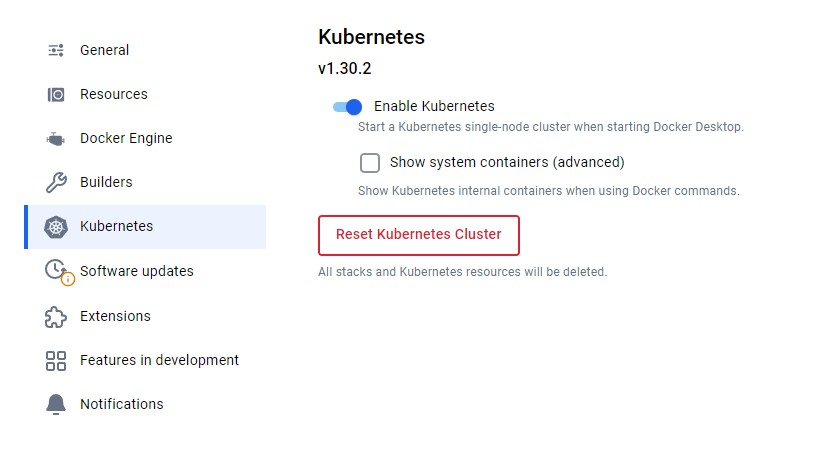 General
Resources
Docker Engine
Builders
Kubernetes
Software updates
Extensions
Features in development
Notifications
Kubernetes
v1.30.2
Enable Kubernetes
Start a Kubernetes single-node cluster when starting Docker Desktop.
Show system containers (advanced)
Show Kubernetes internal containers when using Docker commands.
Reset Kubernetes Cluster
All stacks and Kubernetes resources will be deleted.